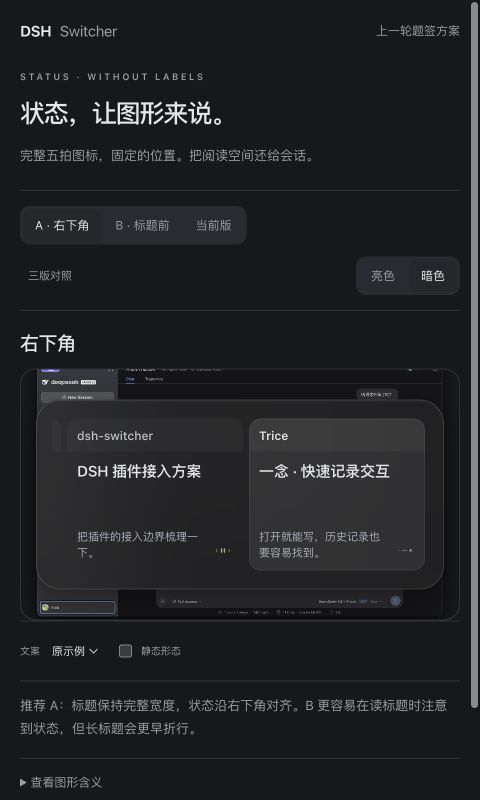 DSH Switcher
上一轮题签方案
STATUS · WITHOUT LABELS
状态，让图形来说。
完整五拍图标，固定的位置。把阅读空间还给会话。
A · 右下角
B · 标题前
当前版
三版对照
亮色
暗色
右下角
deepseek
Chat
Trajectory
New Session
dsh-switcher
Trice
DSH 插件接入方案
一念 · 快速记录交互
把插件的接入边界梳理一
下。
打开就能写，历史记录也
要容易找到。
Full access
文案
原示例
静态形态
推荐 A：标题保持完整宽度，状态沿右下角对齐。B 更容易在读标题时注意
到状态，但长标题会更早折行。
查看图形含义